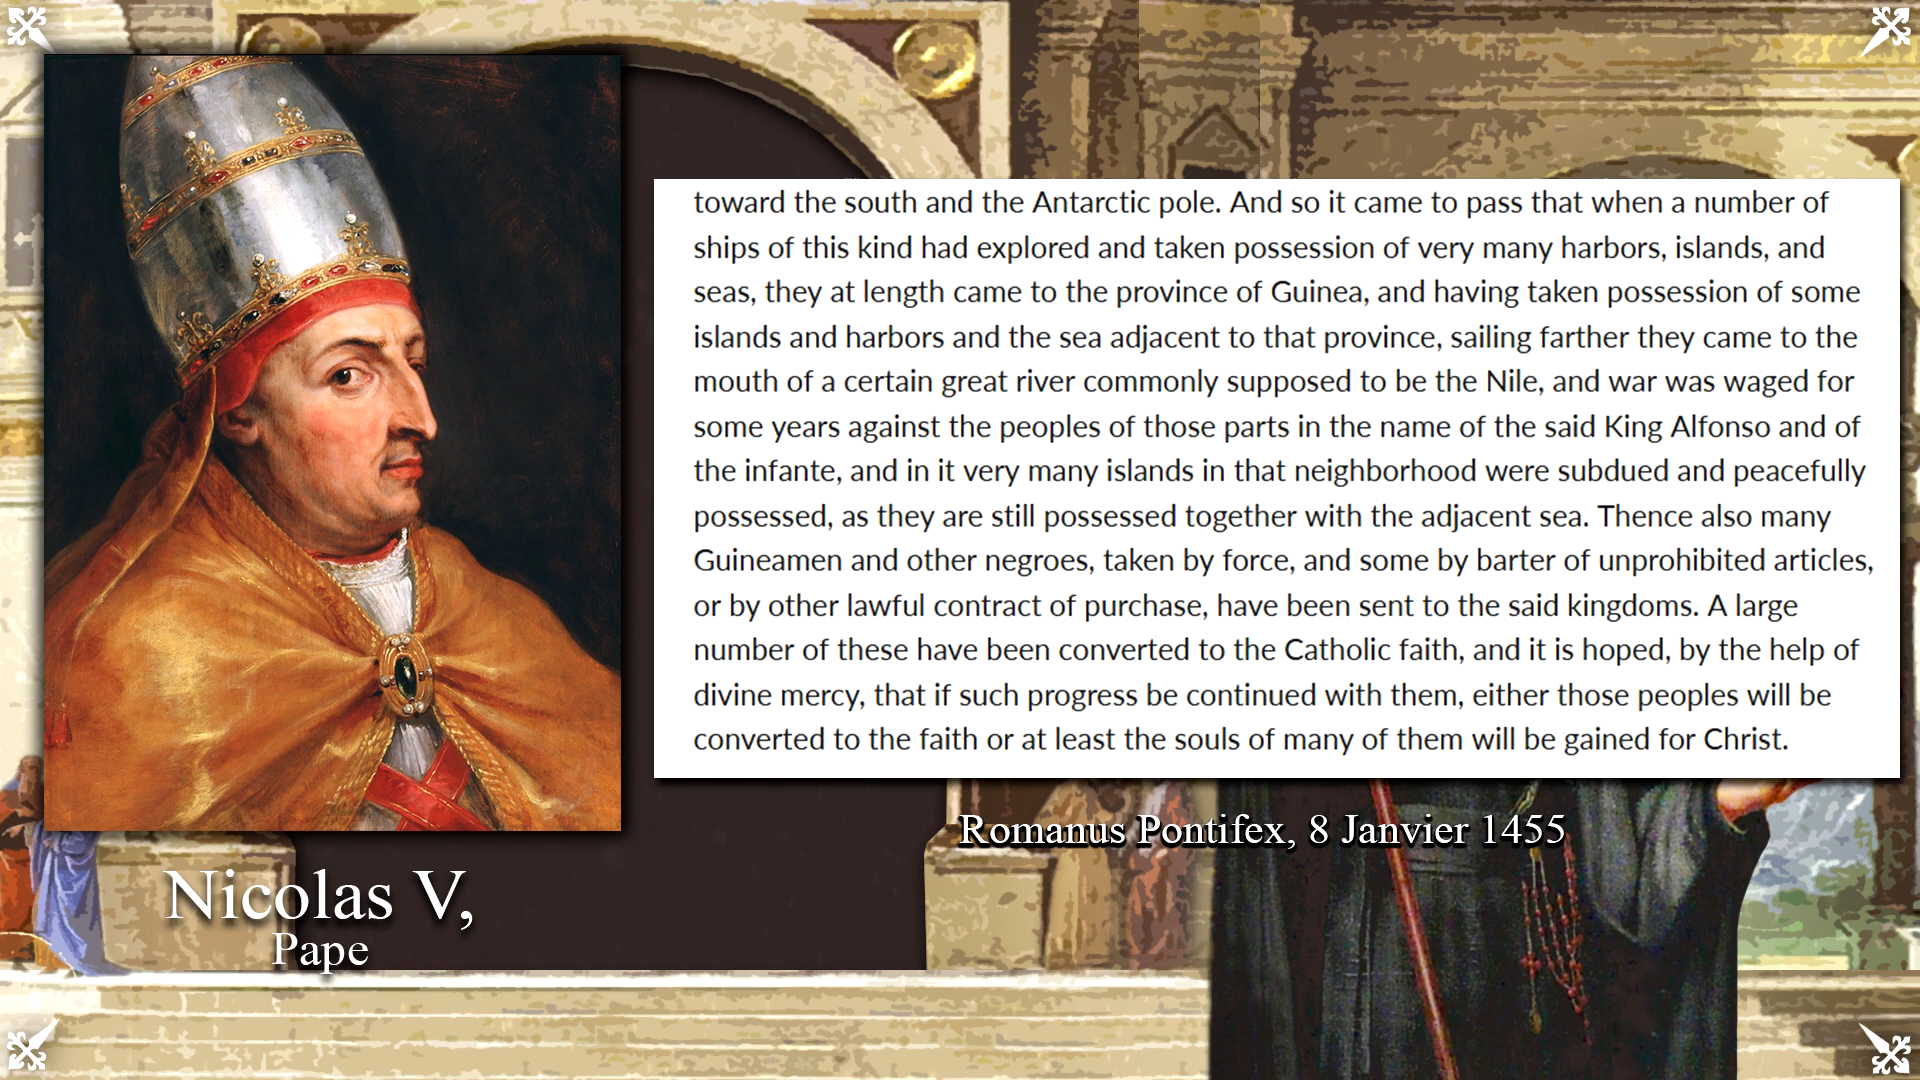 toward the south and the Antarctic pole. And so it came to pass that when a number of
ships of this kind had explored and taken possession of very many harbors, islands, and
seas, they at length came to the province of Guinea, and having taken possession of some
islands and harbors and the sea adjacent to that province, sailing farther they came to the
mouth of a certain great river commonly supposed to be the Nile, and war was waged for
some years against the peoples of those parts in the name of the said King Alfonso and of
the infante, and in it very many islands in that neighborhood were subdued and peacefully
possessed, as they are still possessed together with the adjacent sea. Thence also many
Guineamen and other negroes, taken by force, and some by barter of unprohibited articles,
or by other lawful contract of purchase, have been sent to the said kingdoms. A large
number of these have been converted to the Catholic faith, and it is hoped, by the help of
divine mercy, that if such progress be continued with them, either those peoples will be
converted to the faith or at least the souls of many of them will be gained for Christ.
Romanus Pontifex, 8 Janvier 1455
Nicolas V,
Pape